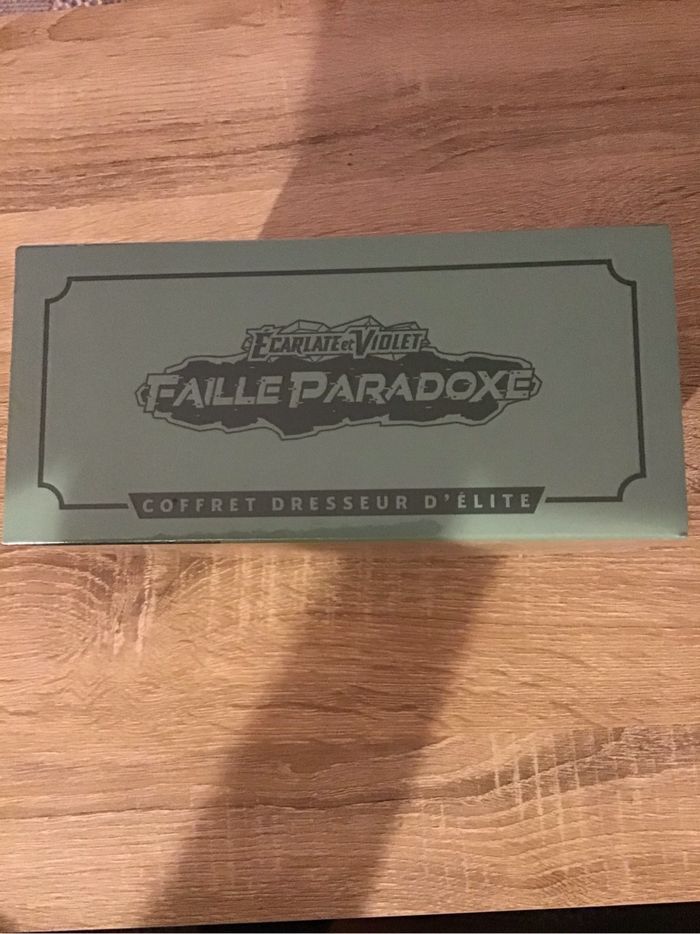 ÉCARLATE et VIOLET
FAILLE PARADOXE
COFFRET DRESSEUR D'ÉLITE